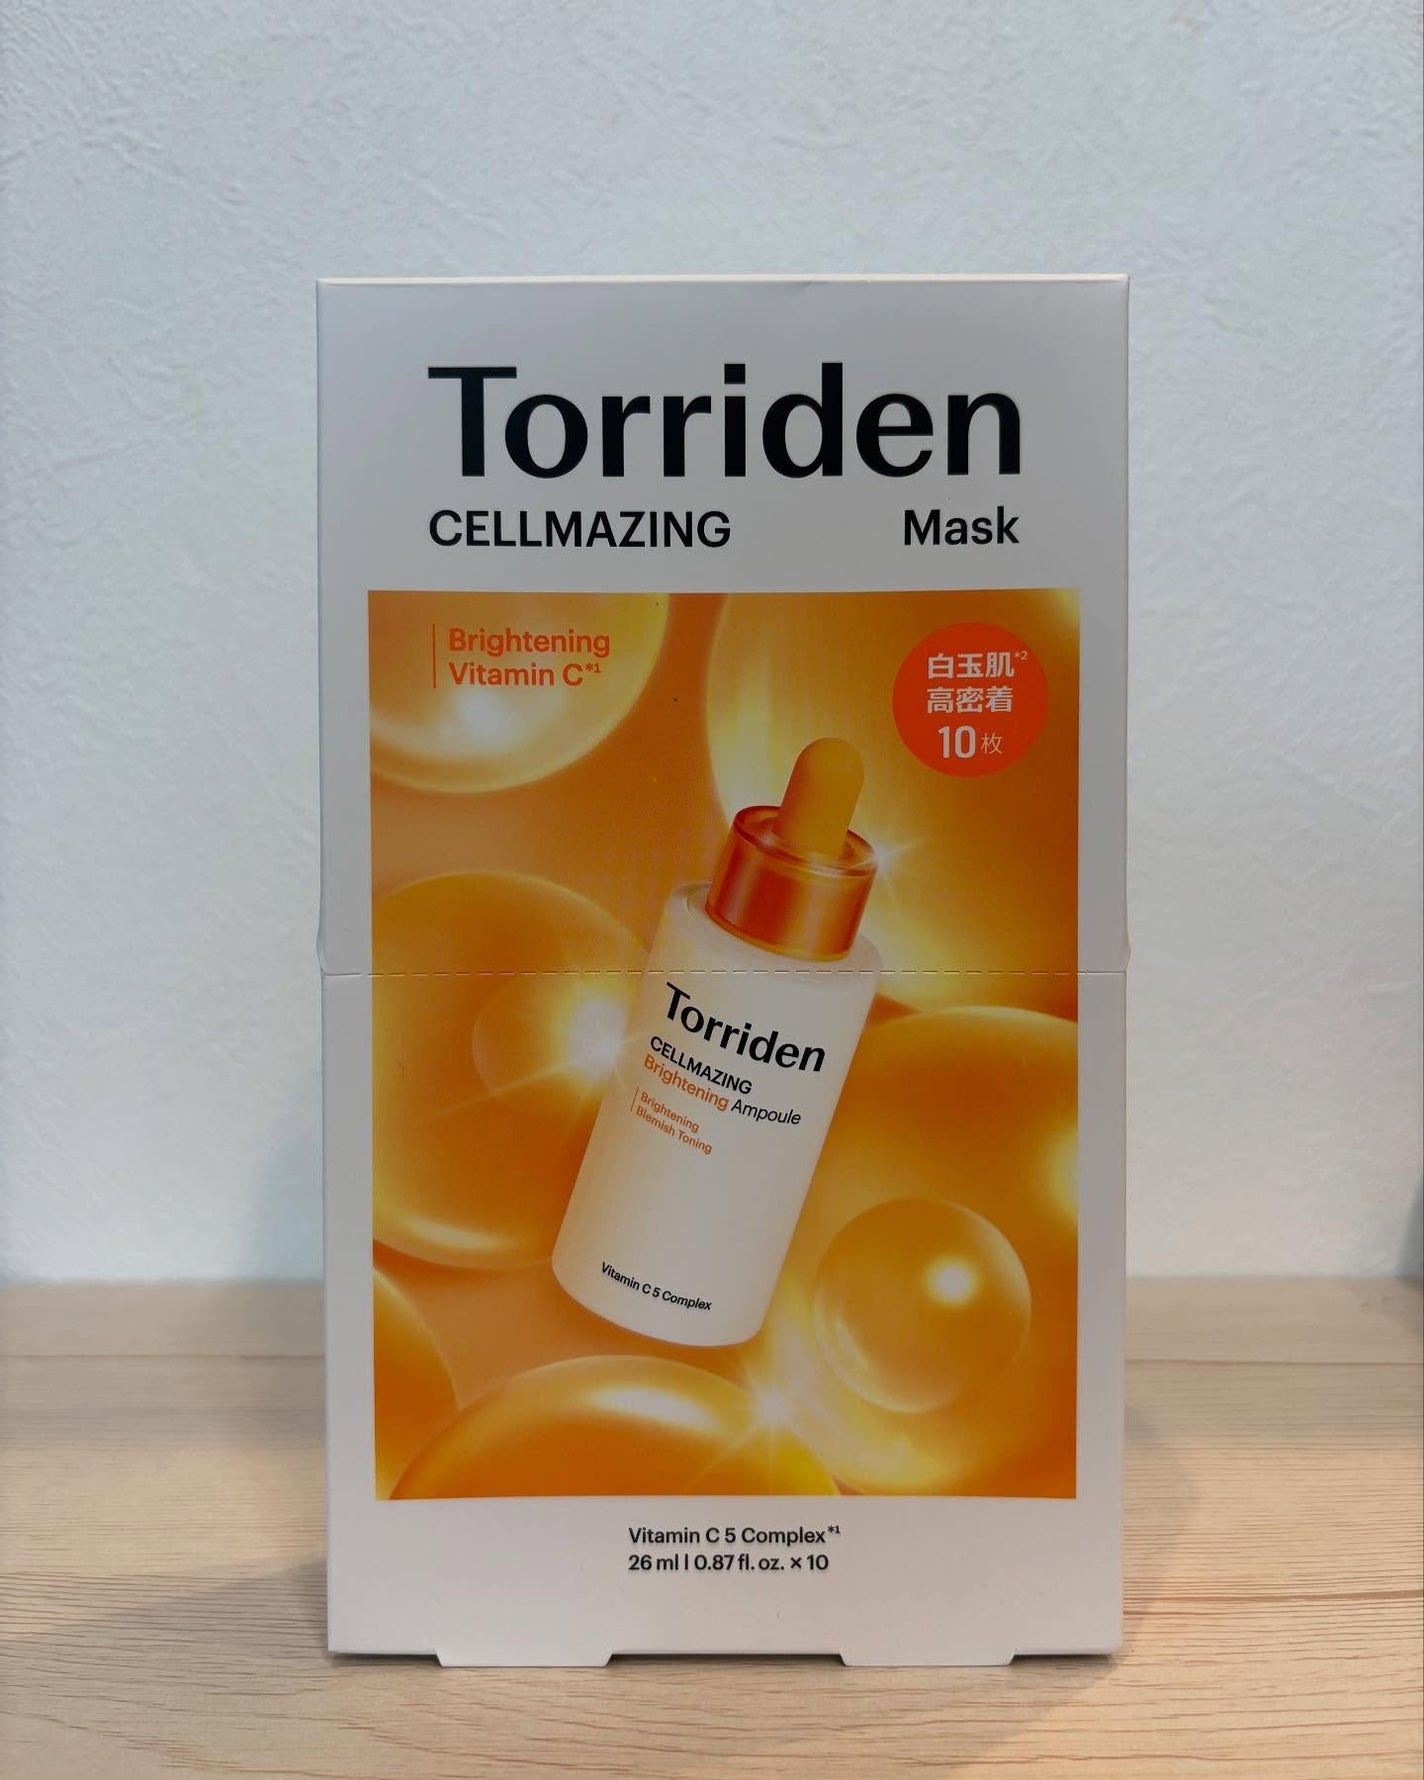 Torriden
CELLMAZING Mask
Brightening
Vitamin C*1
白玉肌*2
高密着
10枚
Torriden
CELLMAZING
Brightening Ampoule
Brightening
Blemish Toning
Vitamin C 5 Complex
Vitamin C 5 Complex*1
26 ml | 0.87 fl. oz. × 10